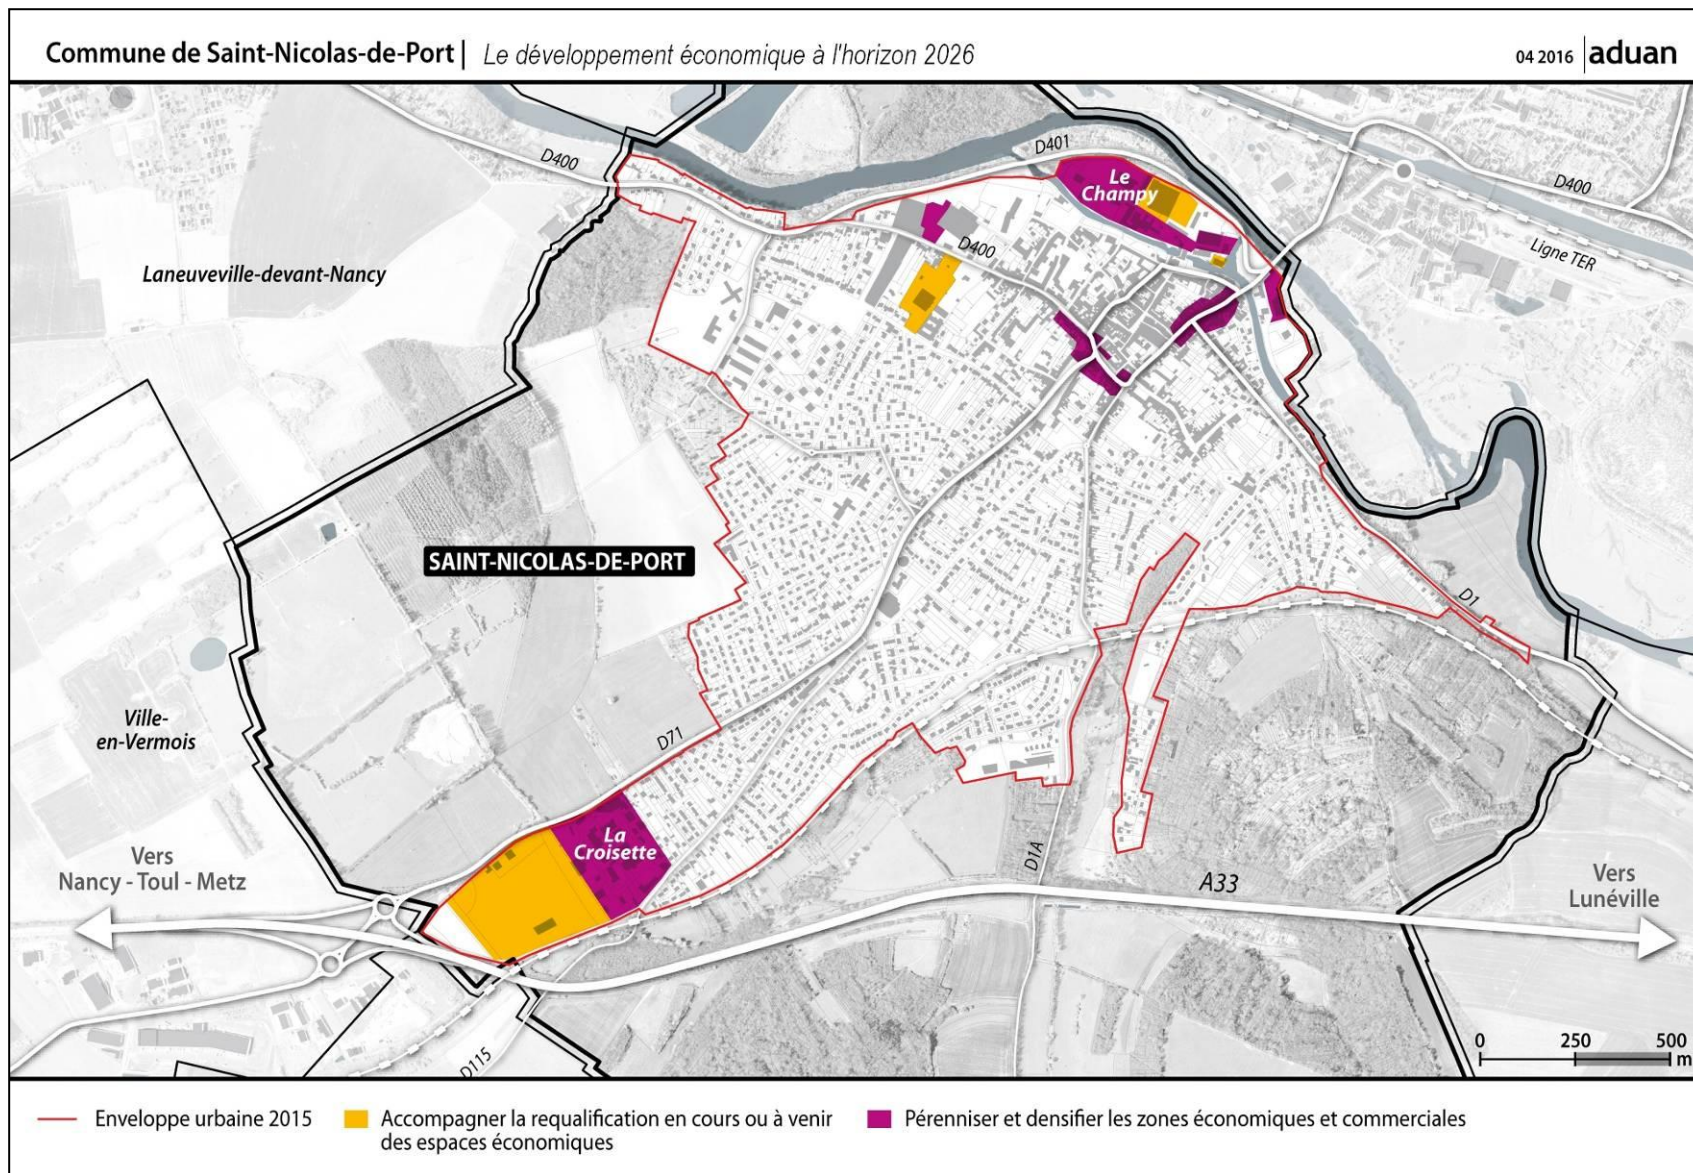 Commune de Saint-Nicolas-de-Port | Le développement économique à l'horizon 2026
04 2016 | aduan
D400
D401
Le
Champy
D400
D400
Ligne TER
Laneuveville-devant-Nancy
SAINT-NICOLAS-DE-PORT
D1
Ville-
en-Vermois
D71
La
Croisette
D1A
A33
Vers
Nancy - Toul - Metz
Vers
Lunéville
D115
0 250 500
m
Enveloppe urbaine 2015
Accompagner la requalification en cours ou à venir
des espaces économiques
Pérenniser et densifier les zones économiques et commerciales